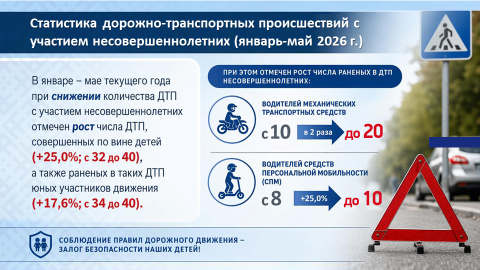 Статистика дорожно-транспортных происшествий с
участием несовершеннолетних (январь-май 2026 г.)
В январе – мае текущего года
при снижении количества ДТП
с участием несовершеннолетних
отмечен рост числа ДТП,
совершенных по вине детей
(+25,0%; с 32 до 40),
а также раненых в таких ДТП
юных участников движения
(+17,6%; с 34 до 40).
ПРИ ЭТОМ ОТМЕЧЕН РОСТ ЧИСЛА РАНЕНЫХ В ДТП
НЕСОВЕРШЕННОЛЕТНИХ:
ВОДИТЕЛЕЙ МЕХАНИЧЕСКИХ
ТРАНСПОРТНЫХ СРЕДСТВ
с 10 в 2 раза до 20
ВОДИТЕЛЕЙ СРЕДСТВ
ПЕРСОНАЛЬНОЙ МОБИЛЬНОСТИ
(СПМ)
с 8 +25,0% до 10
СОБЛЮДЕНИЕ ПРАВИЛ ДОРОЖНОГО ДВИЖЕНИЯ –
ЗАЛОГ БЕЗОПАСНОСТИ НАШИХ ДЕТЕЙ!